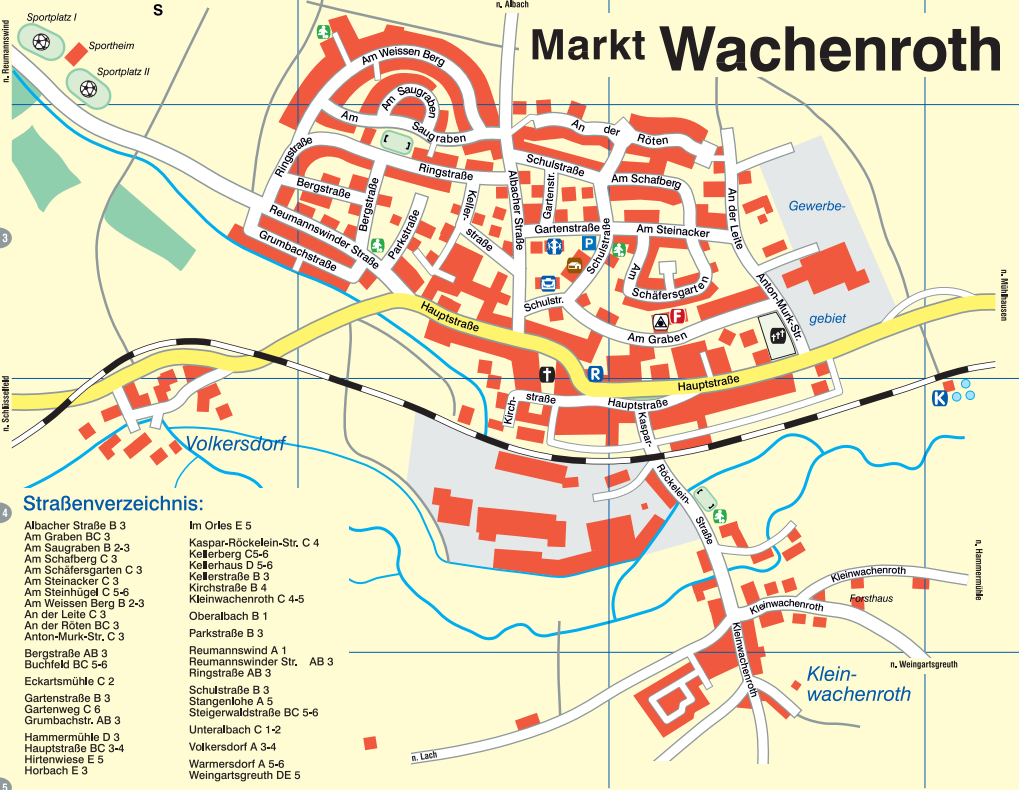 S
n. Albach
Sportplatz I
Markt Wachenroth
Sportheim
n. Reumannswind
Sportplatz II
Am Weissen Berg
Am Saugraben
Am Saugraben
An der Röten
Ringstraße
Ringstraße
Schulstraße
Am Schafberg
Bergstraße
Bergstraße
Keller-
straße
Albacher Straße
Gartenstr.
An der Leite
Gewerbe-
gebiet
3
Reumannswinder Straße
Parkstraße
Gartenstraße
Am Steinacker
Grumbachstraße
P
Schulstraße
Am Schäfersgarten
Anton-Murk-Str.
n. Mühlhausen
Schulstr.
Hauptstraße
F
Am Graben
R
Hauptstraße
n. Schlüsselfeld
Kirch-
straße
Hauptstraße
K
Kaspar-
Röckelein-
Straße
Volkersdorf
4
Straßenverzeichnis:
Albacher Straße B 3
Am Graben BC 3
Am Saugraben B 2-3
Am Schafberg C 3
Am Schäfersgarten C 3
Am Steinacker C 3
Am Steinhügel C 5-6
Am Weissen Berg B 2-3
An der Leite C 3
An der Röten BC 3
Anton-Murk-Str. C 3
Bergstraße AB 3
Buchfeld BC 5-6
Eckartsmühle C 2
Gartenstraße B 3
Gartenweg C 6
Grumbachstr. AB 3
Hammermühle D 3
Hauptstraße BC 3-4
Hirtenwiese E 5
Horbach E 3
Im Orles E 5
Kaspar-Röckelein-Str. C 4
Kellerberg C5-6
Kellerhaus D 5-6
Kellerstraße B 3
Kirchstraße B 4
Kleinwachenroth C 4-5
Oberalbach B 1
Parkstraße B 3
Reumannswind A 1
Reumannswinder Str. AB 3
Ringstraße AB 3
Schulstraße B 3
Stangenlohe A 5
Steigerwaldstraße BC 5-6
Unteralbach C 1-2
Volkersdorf A 3-4
Warmersdorf A 5-6
Weingartsgreuth DE 5
n. Hammermühle
Kleinwachenroth
Forsthaus
Kleinwachenroth
Kleinwachenroth
n. Weingartsgreuth
Klein-
wachenroth
n. Lach
5